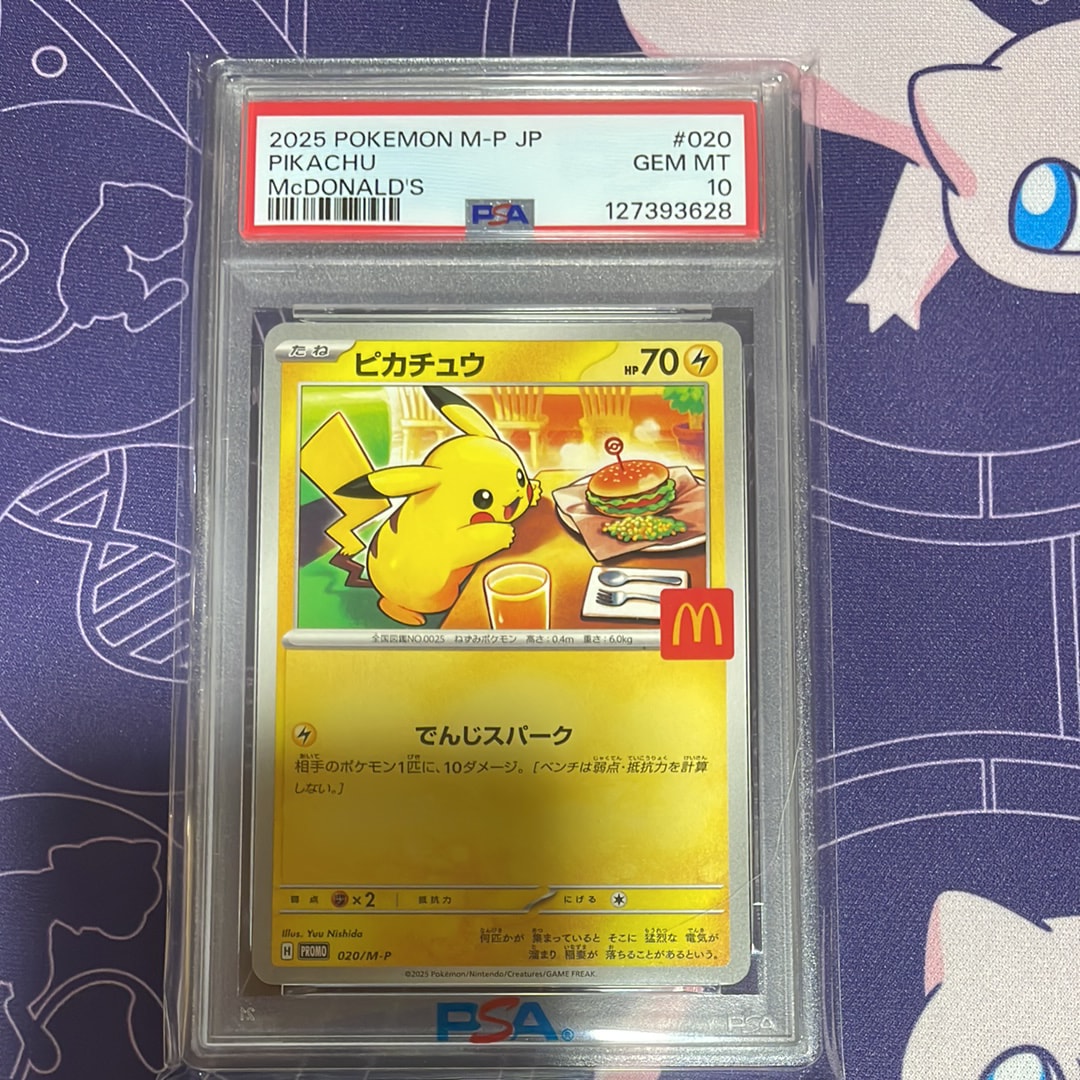 2025 POKEMON M-P JP #020
PIKACHU GEM MT
McDONALD'S 10
PSA 127393628
たね ピカチュウ HP70
全国図鑑NO.0025 ねずみポケモン 高さ:0.4m 重さ:6.0kg
でんじスパーク
相手のポケモン1匹に、10ダメージ。[ベンチは弱点・抵抗力を計算
しない。]
弱点 ×2 抵抗力 にげる
Illus. Yuu Nishida
何匹かが 集まっていると そこに 猛烈な 電気が
溜まり 稲妻が 落ちることがあるという。
H PROMO 020/M-P
©2025 Pokémon/Nintendo/Creatures/GAME FREAK.
PSA®
PSA